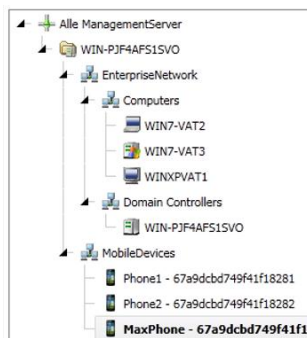 Alle ManagementServer
WIN-PJF4AFS1SVO
EnterpriseNetwork
Computers
WIN7-VAT2
WIN7-VAT3
WINXPVAT1
Domain Controllers
WIN-PJF4AFS1SVO
MobileDevices
Phone1 - 67a9dcbd749f41f18281
Phone2 - 67a9dcbd749f41f18282
MaxPhone - 67a9dcbd749f41f1